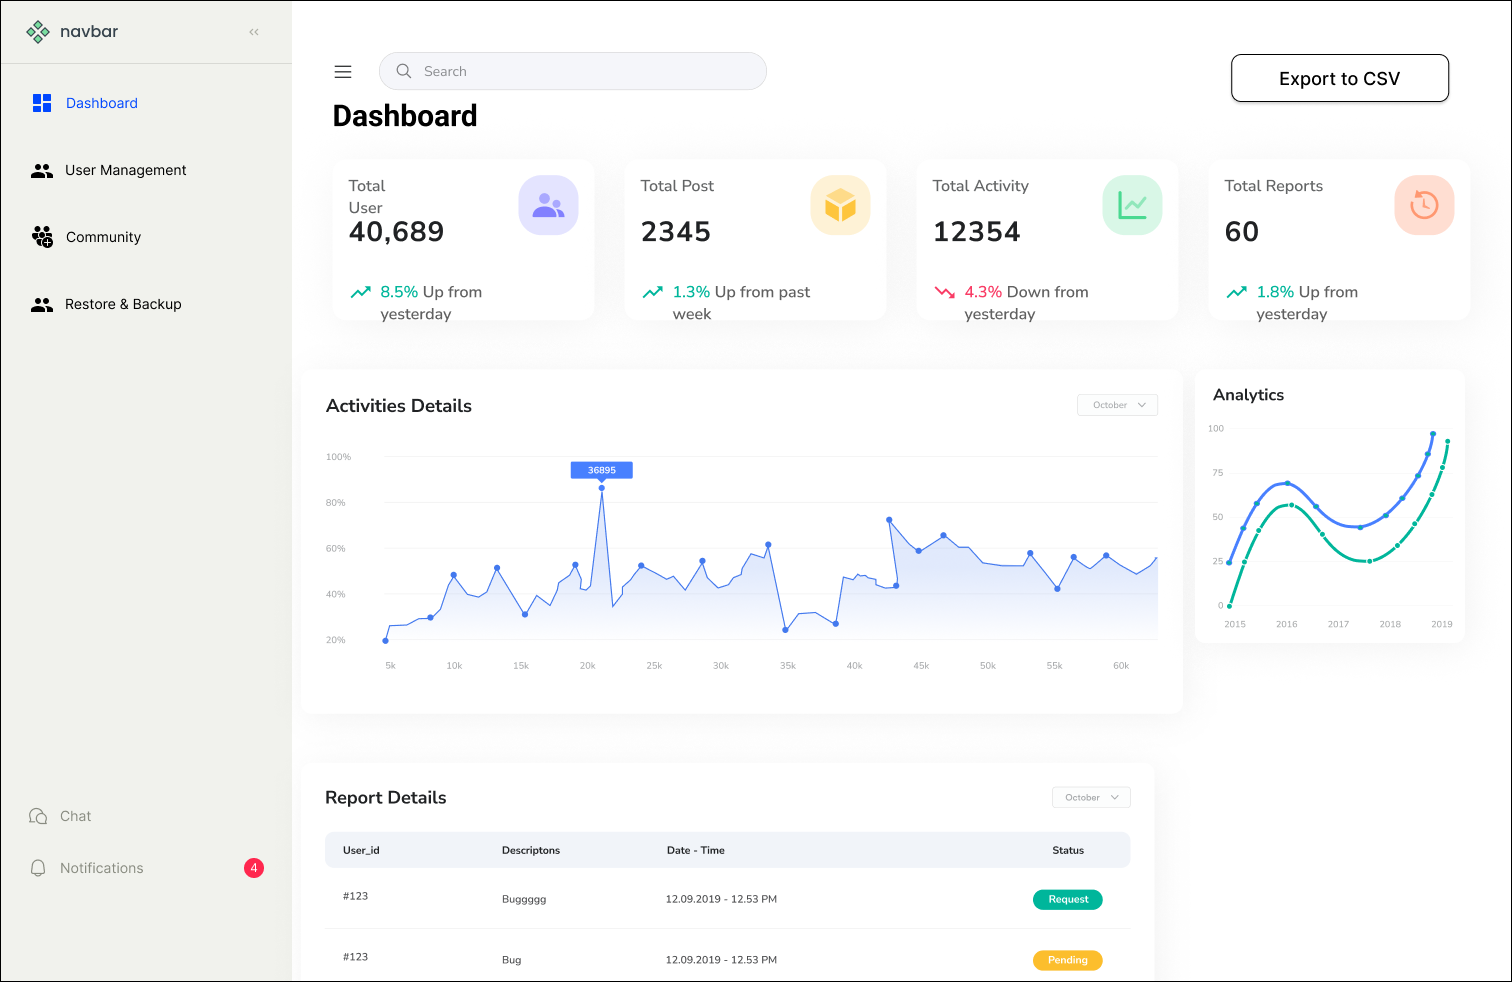 navbar
Dashboard
User Management
Community
Restore & Backup
Chat
Notifications
4
Search
Export to CSV
Dashboard
Total
User
40,689
8.5% Up from
yesterday
Total Post
2345
1.3% Up from past
week
Total Activity
12354
4.3% Down from
yesterday
Total Reports
60
1.8% Up from
yesterday
Activities Details
October
100%
80%
60%
40%
20%
36895
5k 10k 15k 20k 25k 30k 35k 40k 45k 50k 55k 60k
Analytics
100
75
50
25
0
2015 2016 2017 2018 2019
Report Details
October
User_id Descriptons Date - Time Status
#123 Buggggg 12.09.2019 - 12.53 PM Request
#123 Bug 12.09.2019 - 12.53 PM Pending